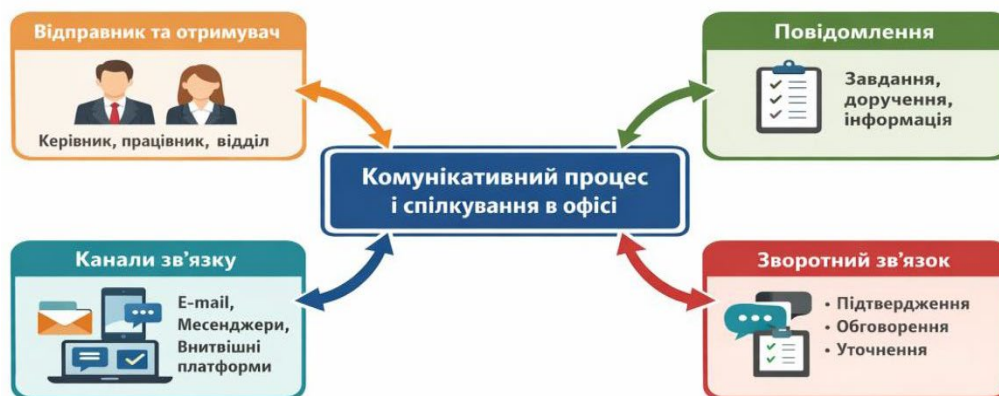 Відправник та отримувач
Керівник, працівник, відділ
Повідомлення
Завдання,
доручення,
інформація
Комунікативний процес
і спілкування в офісі
Канали зв'язку
E-mail,
Месенджери,
Внитвішні
платформи
Зворотний зв'язок
• Підтвердження
• Обговорення
• Уточнення